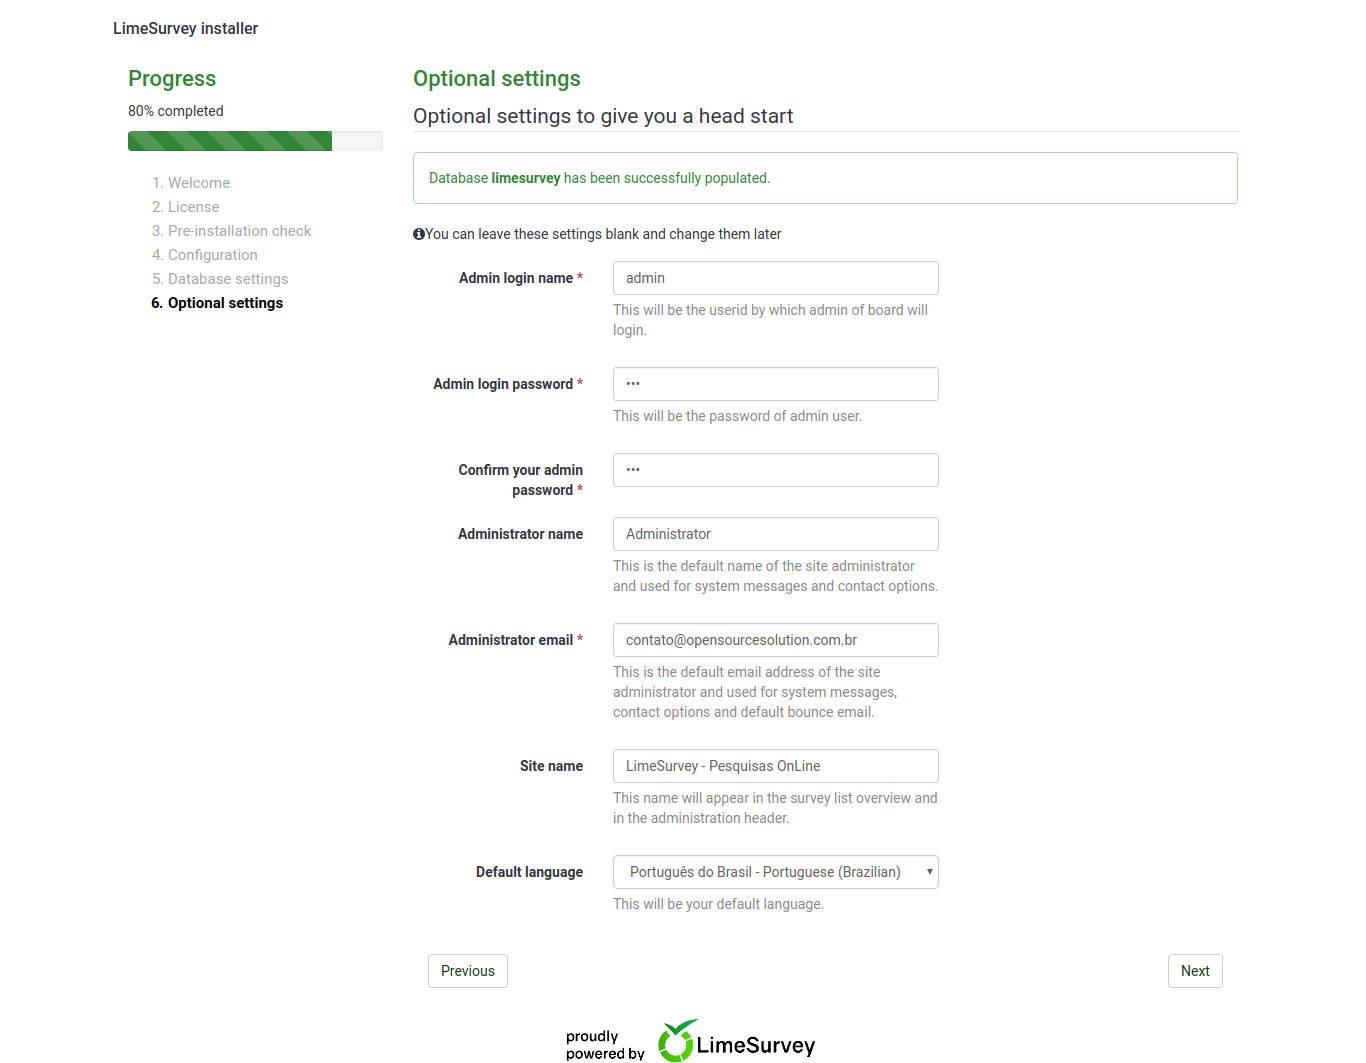 LimeSurvey installer
Progress
80% completed
1. Welcome
2. License
3. Pre-installation check
4. Configuration
5. Database settings
6. Optional settings
Optional settings
Optional settings to give you a head start
Database limesurvey has been successfully populated.
You can leave these settings blank and change them later
Admin login name *
admin
This will be the userid by which admin of board will
login.
Admin login password *
•••
This will be the password of admin user.
Confirm your admin
password *
•••
Administrator name
Administrator
This is the default name of the site administrator
and used for system messages and contact options.
Administrator email *
contato@opensourcesolution.com.br
This is the default email address of the site
administrator and used for system messages,
contact options and default bounce email.
Site name
LimeSurvey - Pesquisas OnLine
This name will appear in the survey list overview and
in the administration header.
Default language
Português do Brasil - Portuguese (Brazilian)
This will be your default language.
Previous
Next
proudly
powered by
LimeSurvey